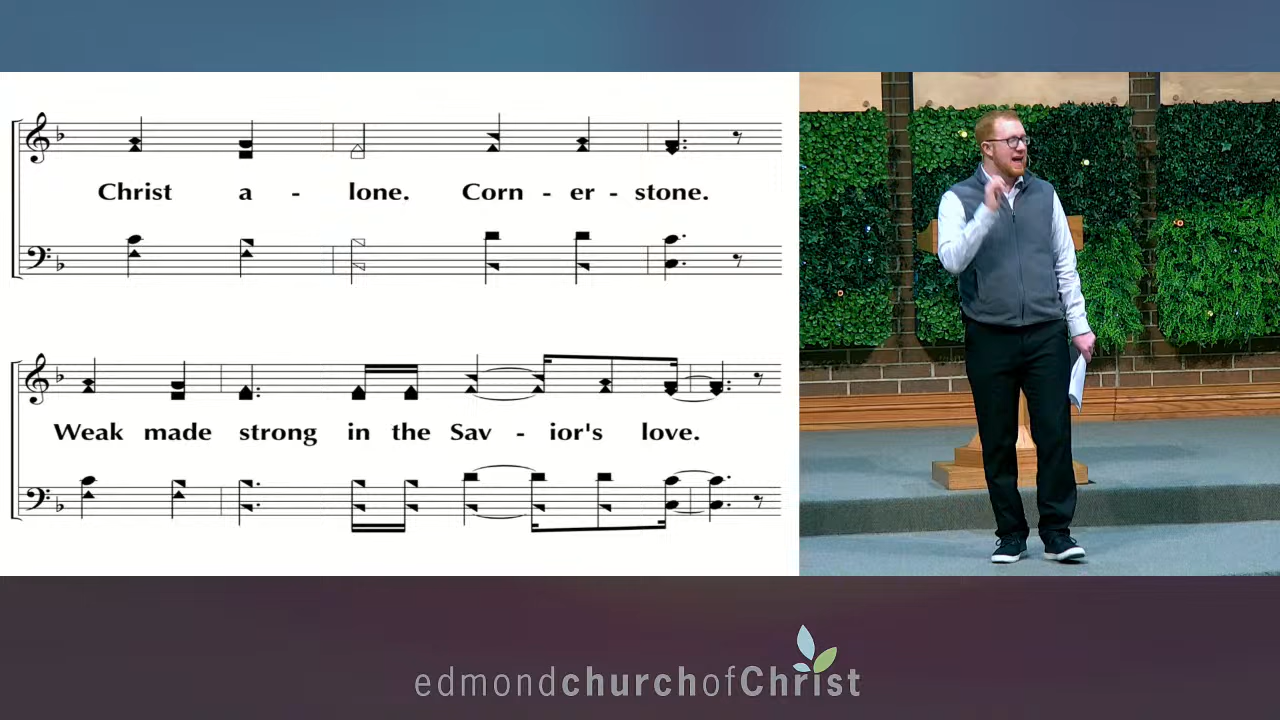 Christ a - lone. Corn - er - stone.
Weak made strong in the Sav - ior's love.
edmondchurchofChrist